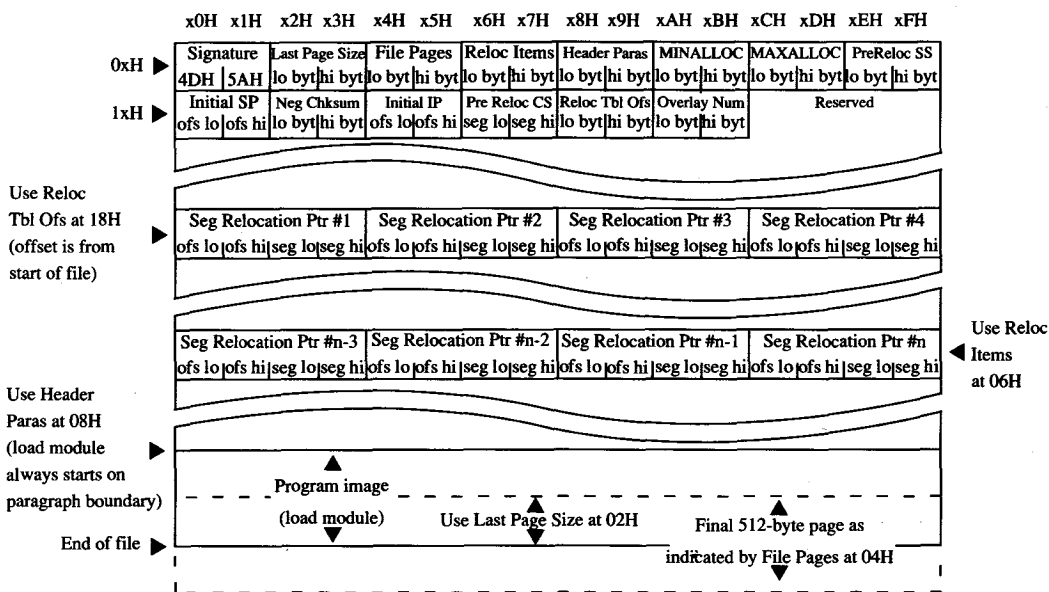 x0H x1H x2H x3H x4H x5H x6H x7H x8H x9H xAH xBH xCH xDH xEH xFH
0xH
Signature Last Page Size File Pages Reloc Items Header Paras MINALLOC MAXALLOC PreReloc SS
4DH 5AH lo byt hi byt lo byt hi byt lo byt hi byt lo byt hi byt lo byt hi byt lo byt hi byt lo byt hi byt
1xH
Initial SP Neg Chksum Initial IP Pre Reloc CS Reloc Tbl Ofs Overlay Num Reserved
ofs lo ofs hi lo byt hi byt ofs lo ofs hi seg lo seg hi lo byt hi byt lo byt hi byt
Use Reloc
Tbl Ofs at 18H
(offset is from
start of file)
Seg Relocation Ptr #1 Seg Relocation Ptr #2 Seg Relocation Ptr #3 Seg Relocation Ptr #4
ofs lo ofs hi seg lo seg hi ofs lo ofs hi seg lo seg hi ofs lo ofs hi seg lo seg hi ofs lo ofs hi seg lo seg hi
Seg Relocation Ptr #n-3 Seg Relocation Ptr #n-2 Seg Relocation Ptr #n-1 Seg Relocation Ptr #n
ofs lo ofs hi seg lo seg hi ofs lo ofs hi seg lo seg hi ofs lo ofs hi seg lo seg hi ofs lo ofs hi seg lo seg hi
Use Reloc
Items
at 06H
Use Header
Paras at 08H
(load module
always starts on
paragraph boundary)
Program image
(load module)
Use Last Page Size at 02H
Final 512-byte page as
indicated by File Pages at 04H
End of file